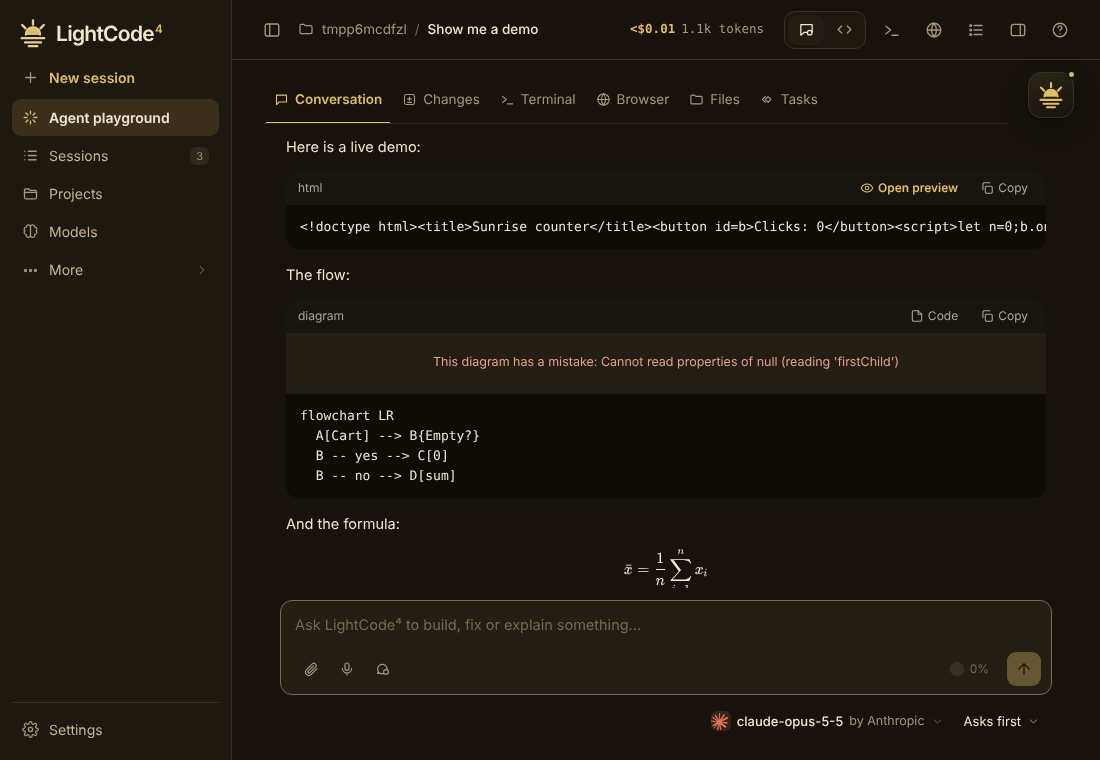 LightCode⁴
New session
Agent playground
Sessions 3
Projects
Models
More
Settings
tmpp6mcdfzl / Show me a demo
<$0.01 1.1k tokens
Conversation Changes Terminal Browser Files Tasks
Here is a live demo:
html Open preview Copy
<!doctype html><title>Sunrise counter</title><button id=b>Clicks: 0</button><script>let n=0;b.on
The flow:
diagram Code Copy
This diagram has a mistake: Cannot read properties of null (reading 'firstChild')
flowchart LR
A[Cart] --> B{Empty?}
B -- yes --> C[0]
B -- no --> D[sum]
And the formula:
x̄ = 1/n ∑ n x_i
Ask LightCode⁴ to build, fix or explain something...
0%
claude-opus-5-5 by Anthropic Asks first